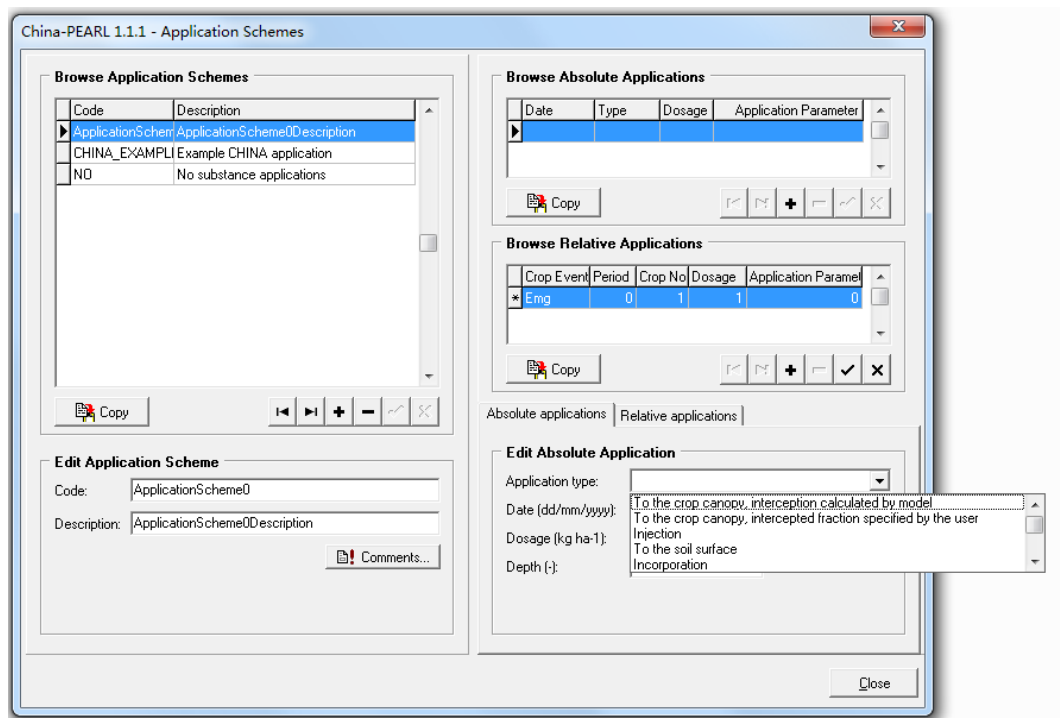 China-PEARL 1.1.1 - Application Schemes
Browse Application Schemes
Code Description
ApplicationSchem ApplicationScheme0Description
CHINA_EXAMPLE Example CHINA application
NO No substance applications
Copy
Edit Application Scheme
Code: ApplicationScheme0
Description: ApplicationScheme0Description
Comments...
Browse Absolute Applications
Date Type Dosage Application Parameter
Copy
Browse Relative Applications
Crop Event Period Crop No Dosage Application Paramet
* Emg 0 1 1 0
Copy
Absolute applications Relative applications
Edit Absolute Application
Application type:
Date (dd/mm/yyyy):
Dosage (kg ha-1):
Depth (-):
To the crop canopy, interception calculated by model
To the crop canopy, intercepted fraction specified by the user
Injection
To the soil surface
Incorporation
Close